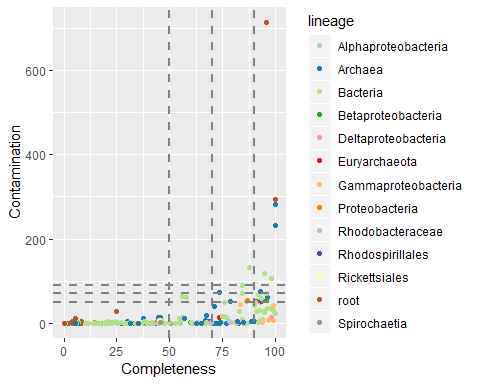 lineage
Alphaproteobacteria
Archaea
Bacteria
Betaproteobacteria
Deltaproteobacteria
Euryarchaeota
Gammaproteobacteria
Proteobacteria
Rhodobacteraceae
Rhodospirillales
Rickettsiales
root
Spirochaetia
Contamination
600
400
200
0
0
25
50
75
100
Completeness